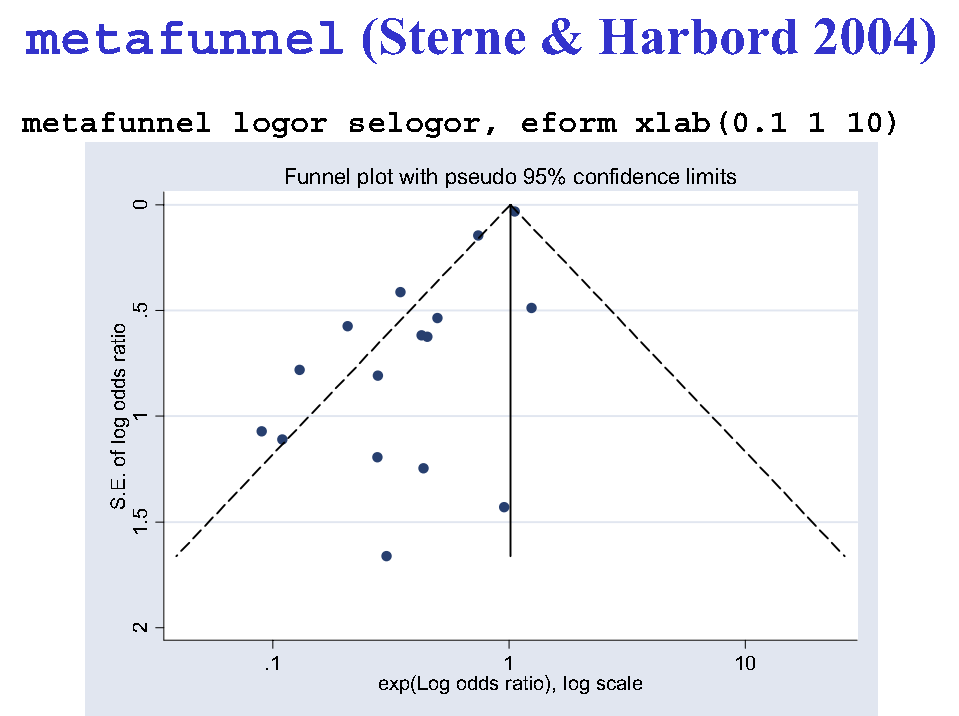 metafunnel (Sterne & Harbord 2004)
metafunnel logor selogor, eform xlab(0.1 1 10)
Funnel plot with pseudo 95% confidence limits
0
.5
1
1.5
2
S.E. of log odds ratio
.1 1 10
exp(Log odds ratio), log scale